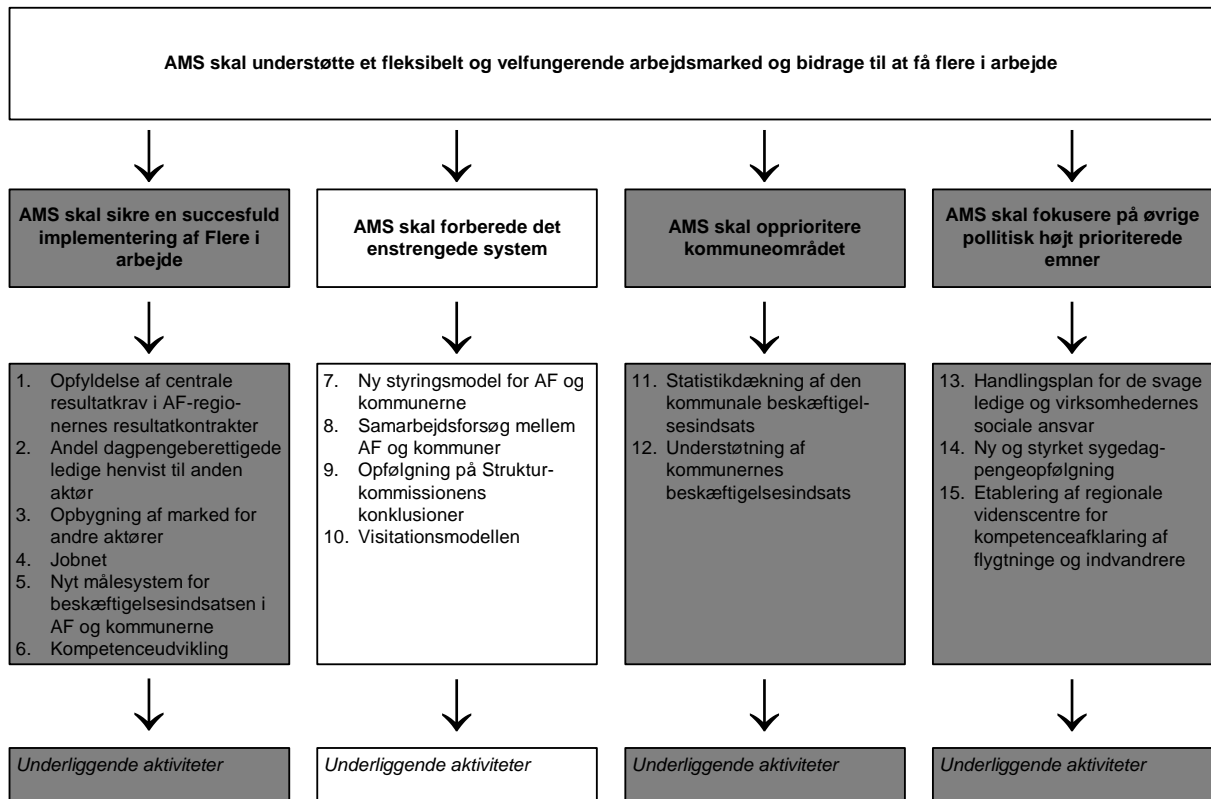 AMS skal understøtte et fleksibelt og velfungerende arbejdsmarked og bidrage til at få flere i arbejde
AMS skal sikre en succesfuld
implementering af Flere i
arbejde
AMS skal forberede det
enstrengede system
AMS skal opprioritere
kommuneområdet
AMS skal fokusere på øvrige
pollitisk højt prioriterede
emner
1. Opfyldelse af centrale
resultatkrav i AF-regio-
nernes resultatkontrakter
2. Andel dagpengeberettigede
ledige henvist til anden
aktør
3. Opbygning af marked for
andre aktører
4. Jobnet
5. Nyt målesystem for
beskæftigelsesindsatsen i
AF og kommunerne
6. Kompetenceudvikling
7. Ny styringsmodel for AF og
kommunerne
8. Samarbejdsforsøg mellem
AF og kommuner
9. Opfølgning på Struktur-
kommissionens
konklusioner
10. Visitationsmodellen
11. Statistikdækning af den
kommunale beskæftigel-
sesindsats
12. Understøtning af
kommunernes
beskæftigelsesindsats
13. Handlingsplan for de svage
ledige og virksomhedernes
sociale ansvar
14. Ny og styrket sygedag-
pengeopfølgning
15. Etablering af regionale
videnscentre for
kompetenceafklaring af
flygtninge og indvandrere
Underliggende aktiviteter
Underliggende aktiviteter
Underliggende aktiviteter
Underliggende aktiviteter